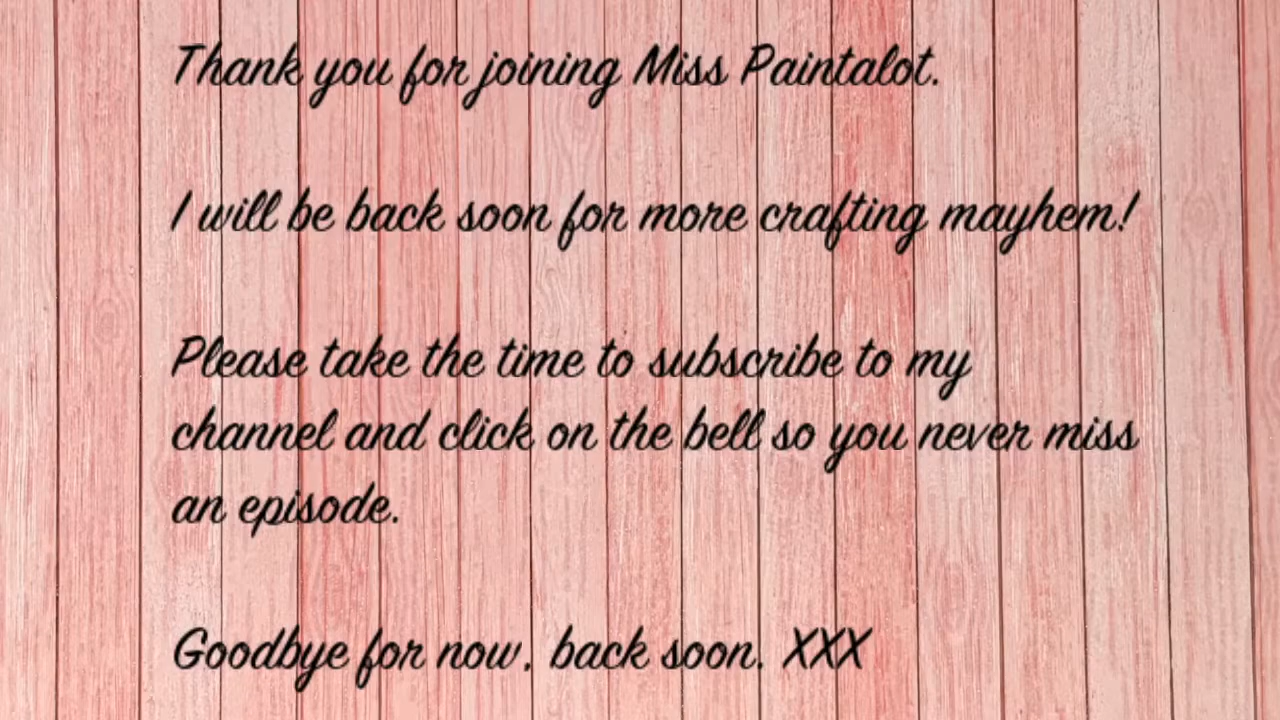 Thank you for joining Miss Paintalot.
I will be back soon for more crafting mayhem!
Please take the time to subscribe to my
channel and click on the bell so you never miss
an episode.
Goodbye for now, back soon. XXX